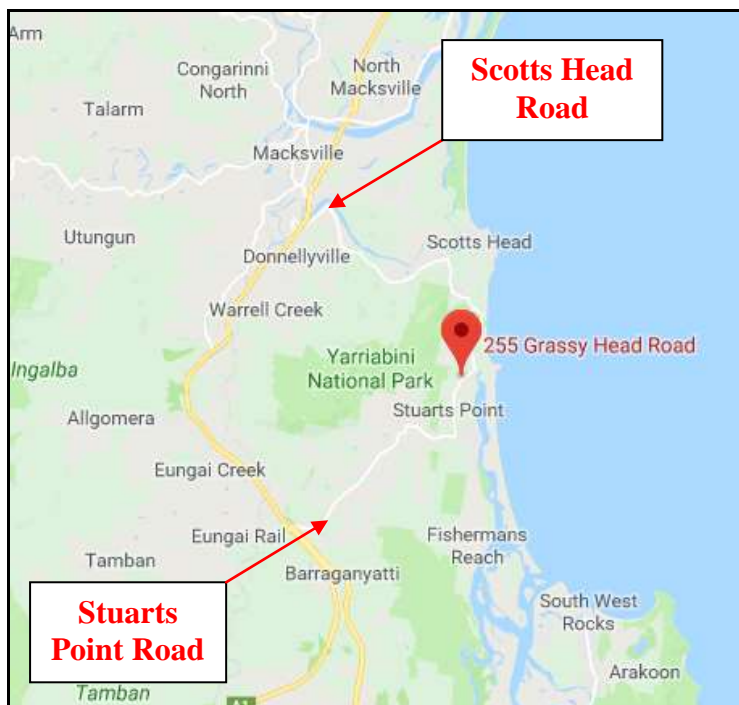 Arm
Congarinni
North
North
Macksville
Scotts Head
Road
Talarm
Macksville
Utungun
Donnellyville
Scotts Head
Warrell Creek
Yarriabini
National Park
255 Grassy Head Road
Ingalba
Allgomera
Stuarts Point
Eungai Creek
Eungai Rail
Fishermans
Reach
Tamban
Barraganyatti
Stuarts
Point Road
South West
Rocks
Arakoon
Tamban
A1